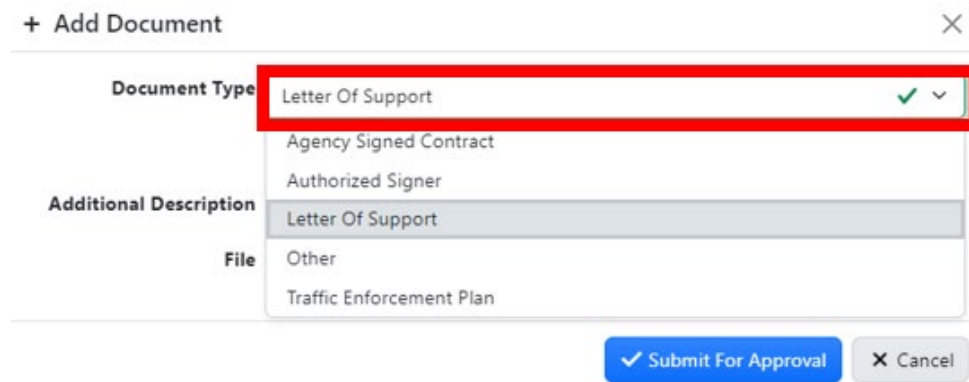 + Add Document
Document Type
Letter Of Support
Agency Signed Contract
Authorized Signer
Additional Description
Letter Of Support
File
Other
Traffic Enforcement Plan
Submit For Approval
Cancel